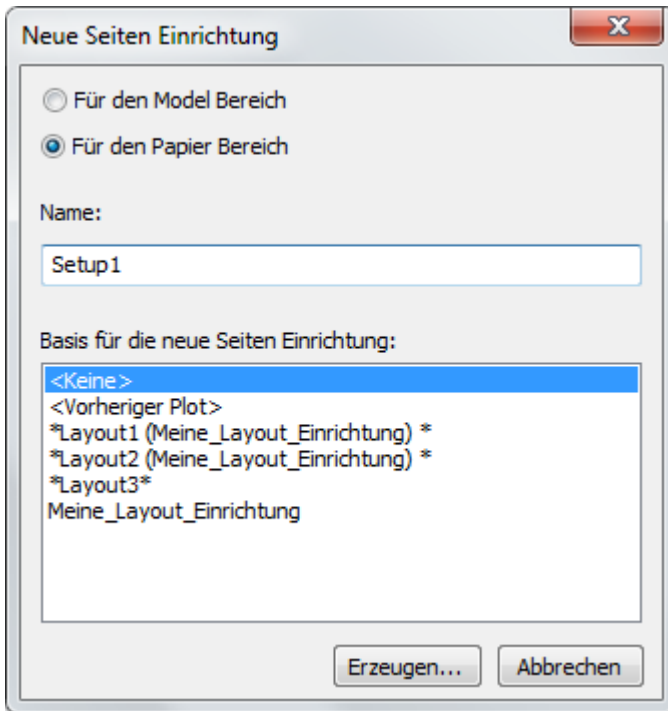 Neue Seiten Einrichtung
Für den Model Bereich
Für den Papier Bereich
Name:
Setup1
Basis für die neue Seiten Einrichtung:
<Keine>
<Vorheriger Plot>
*Layout1 (Meine_Layout_Einrichtung) *
*Layout2 (Meine_Layout_Einrichtung) *
*Layout3*
Meine_Layout_Einrichtung
Erzeugen...
Abbrechen